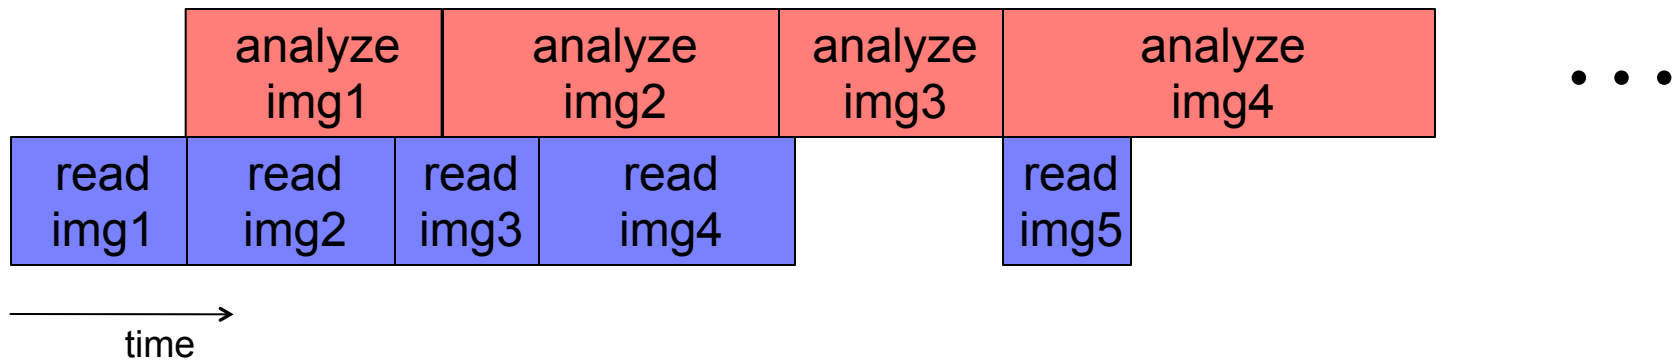 analyze
img1
analyze
img2
analyze
img3
analyze
img4
• • •
read
img1
read
img2
read
img3
read
img4
read
img5
time